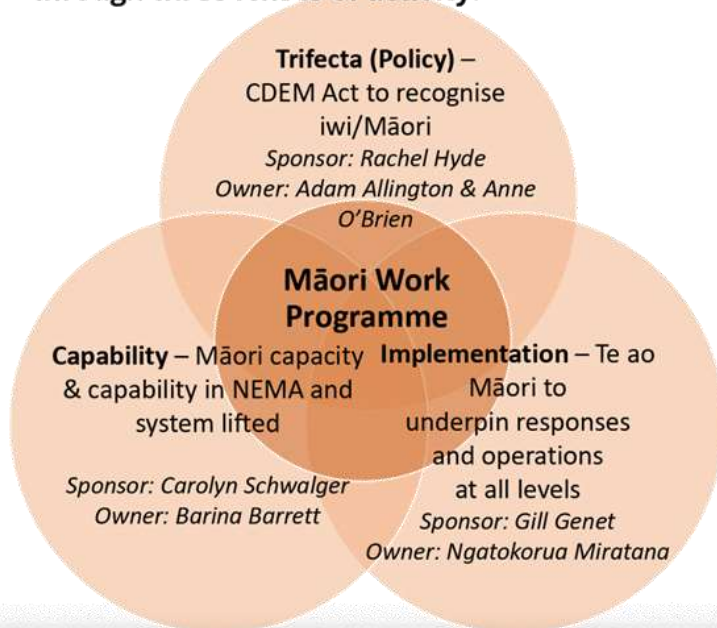 Trifecta (Policy) –
CDEM Act to recognise
iwi/Māori
Sponsor: Rachel Hyde
Owner: Adam Allington & Anne
O’Brien
Māori Work
Programme
Capability – Māori capacity
& capability in NEMA and
system lifted
Sponsor: Carolyn Schwalger
Owner: Barina Barrett
Implementation – Te ao
Māori to
underpin responses
and operations
at all levels
Sponsor: Gill Genet
Owner: Ngatokorua Miratana